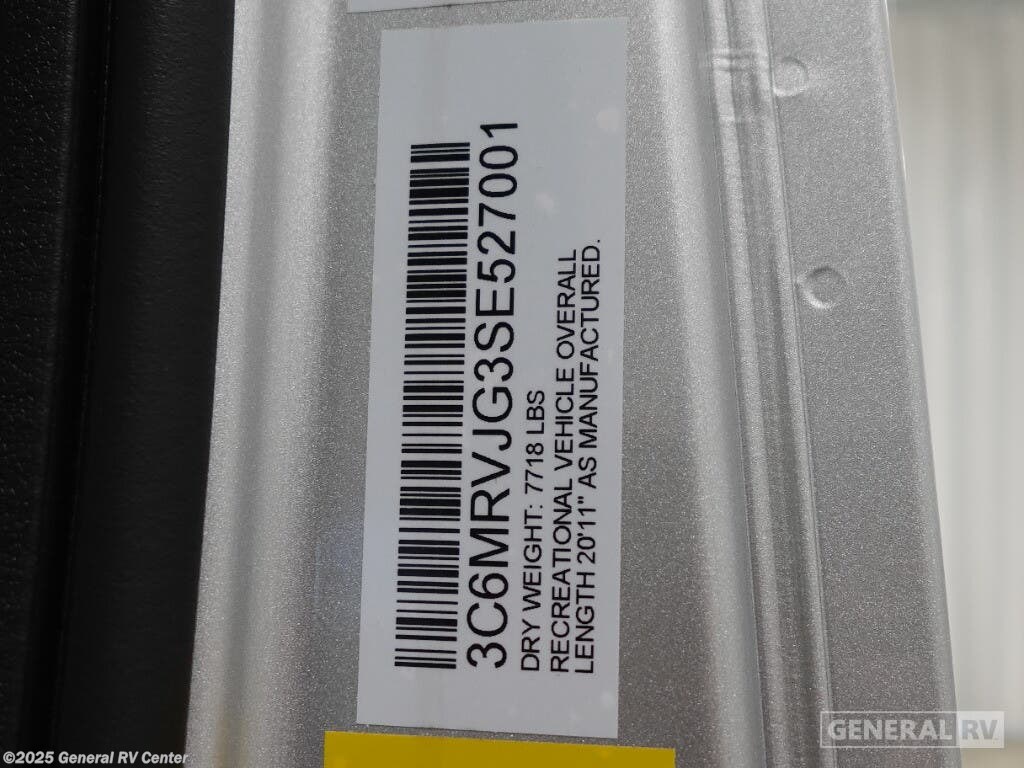 3C6MRVJG3SE527001
DRY WEIGHT: 7718 LBS
RECREATIONAL VEHICLE OVERALL
LENGTH 20'11" AS MANUFACTURED.
GENERAL RV
©2025 General RV Center